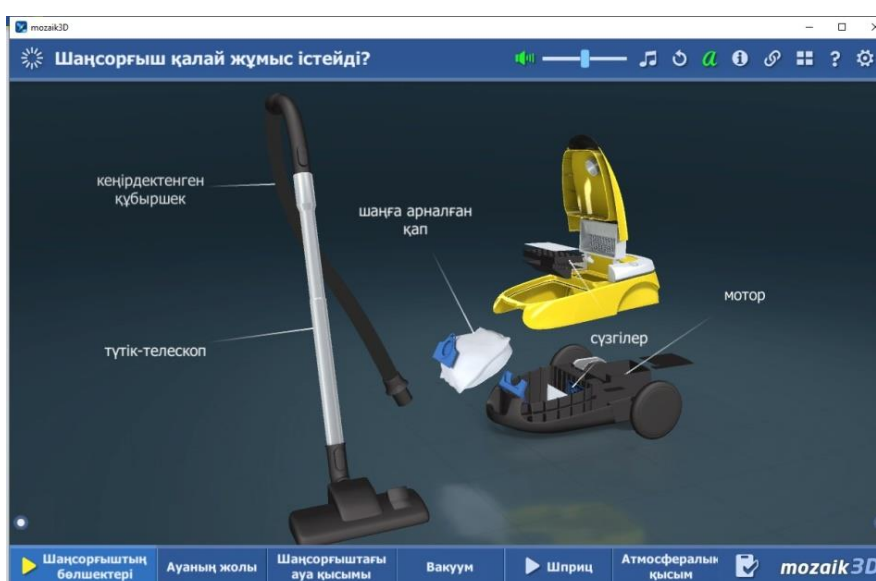 mozaik3D
Шаңсорғыш қалай жұмыс істейді?
a
?
кеңірдектенген
құбыршек
шаңға арналған
қап
мотор
сүзгілер
түтік-телескоп
Шаңсорғыштың
бөлшектері
Ауаның жолы
Шаңсорғыштағы
ауа қысымы
Вакуум
Шприц
Атмосфералық
қысым
mozaik3D